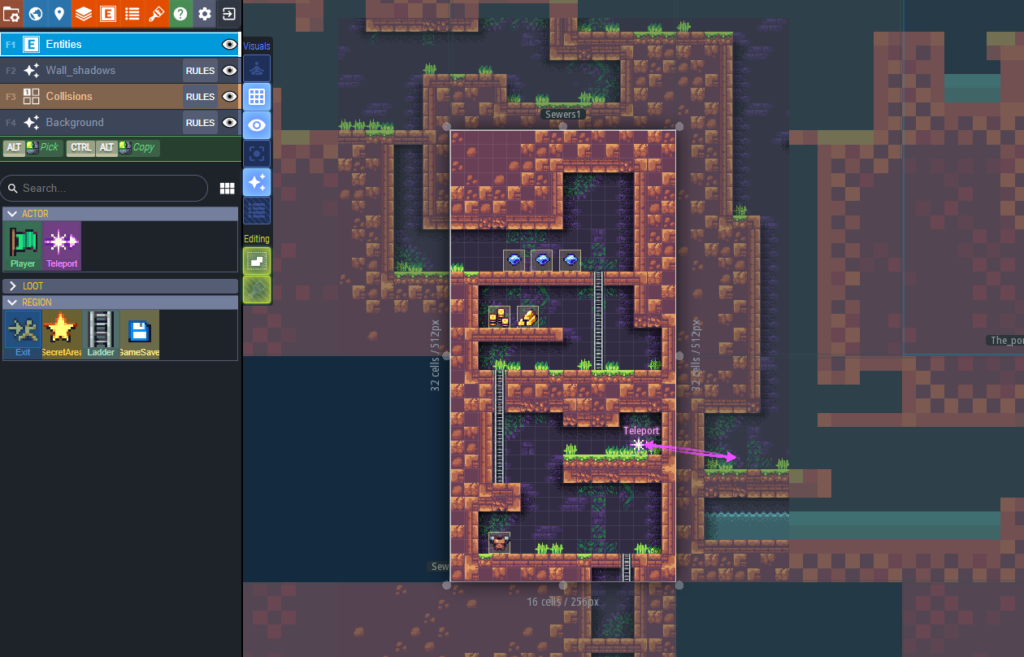 F1 E Entities
Visuals
F2 Wall_shadows RULES
F3 Collisions RULES
F4 Background RULES
ALT Pick CTRL ALT Copy
Search...
ACTOR
Player Teleport
Editing
LOOT
REGION
Exit SecretArea Ladder GameSave
Sewers1
32 cells / 512px
32 cells / 512px
The_po
Teleport
Sew
16 cells / 256px